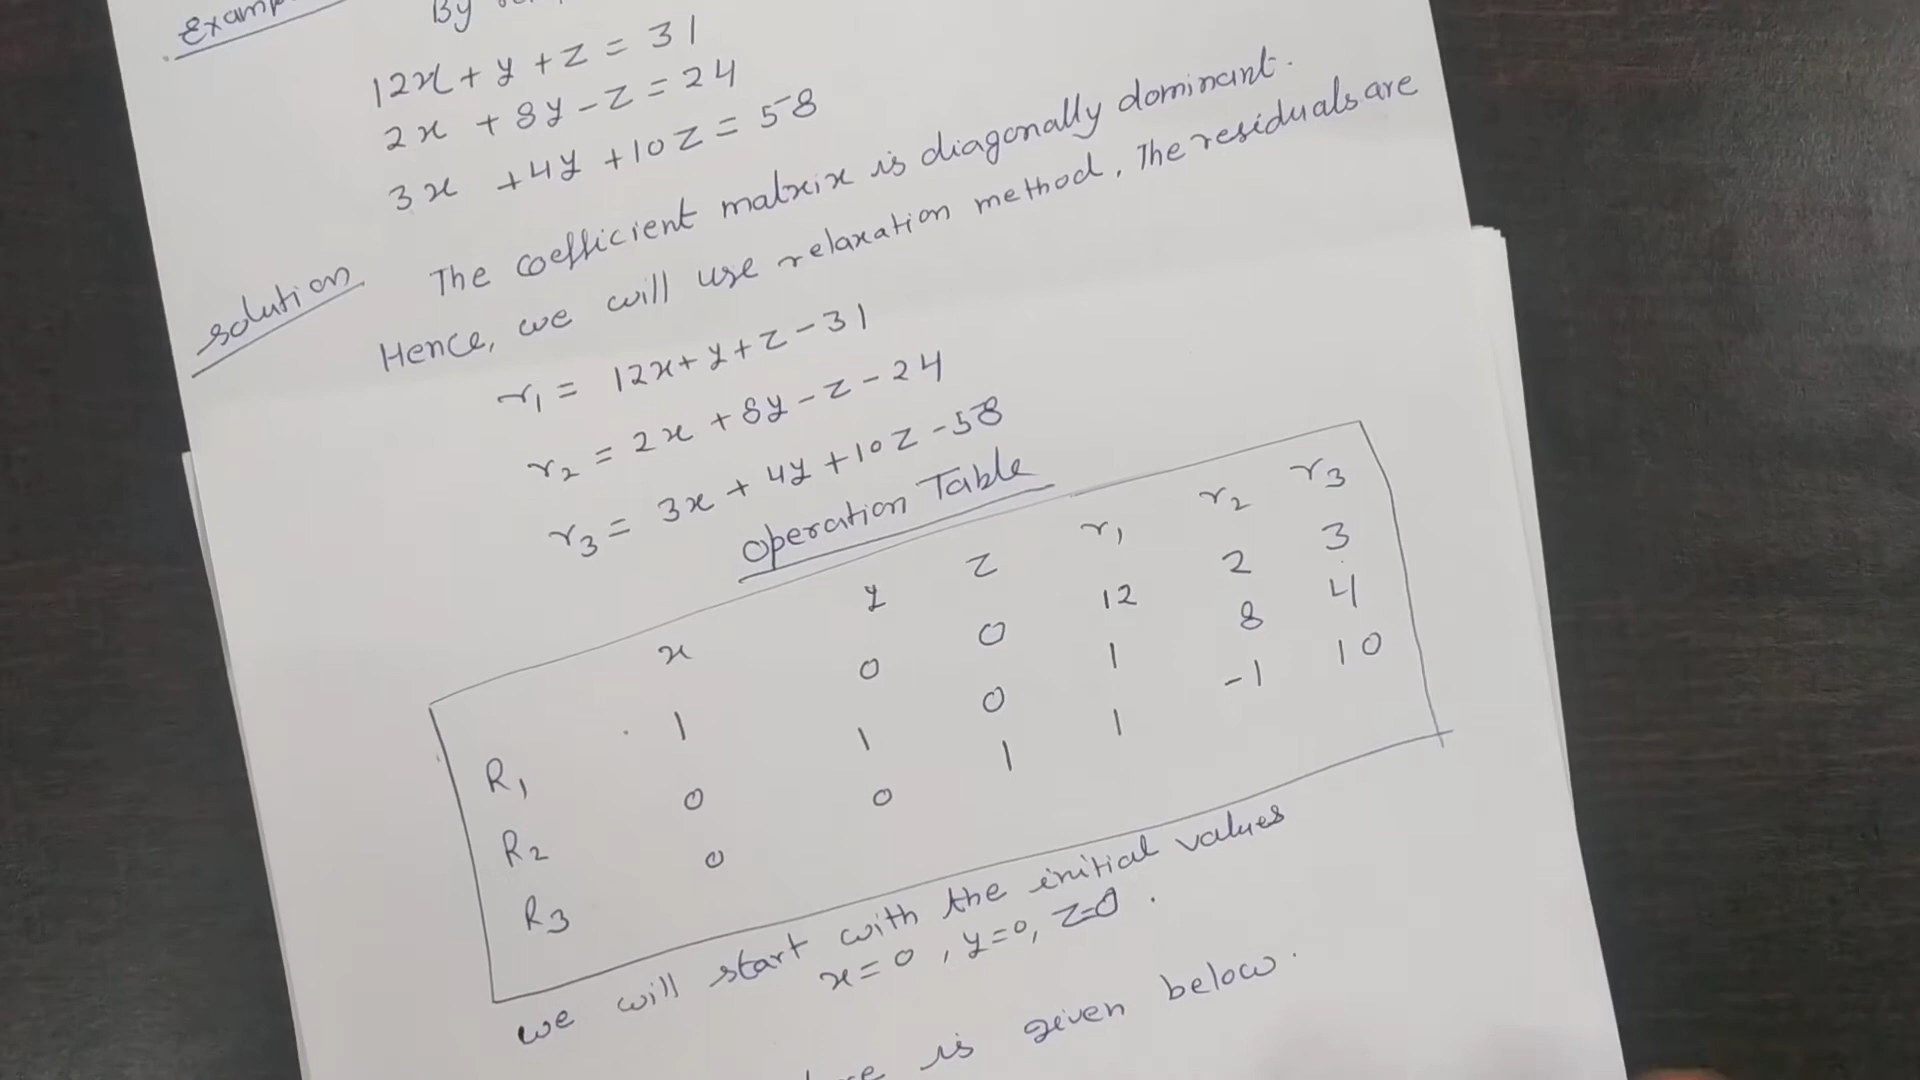 Examp
By
12x + y + z = 31
2x + 8y - z = 24
3x + 4y + 10z = 58
solution The coefficient matrix is diagonally dominant.
Hence, we will use relaxation method. The residuals are
r1 = 12x + y + z - 31
r2 = 2x + 8y - z - 24
r3 = 3x + 4y + 10z - 58
Operation Table
x y z r1 r2 r3
R1 1 0 0 12 2 3
R2 0 1 0 1 8 4
R3 0 0 1 1 -1 10
we will start with the initial values
x = 0, y = 0, z = 0.
is given below.